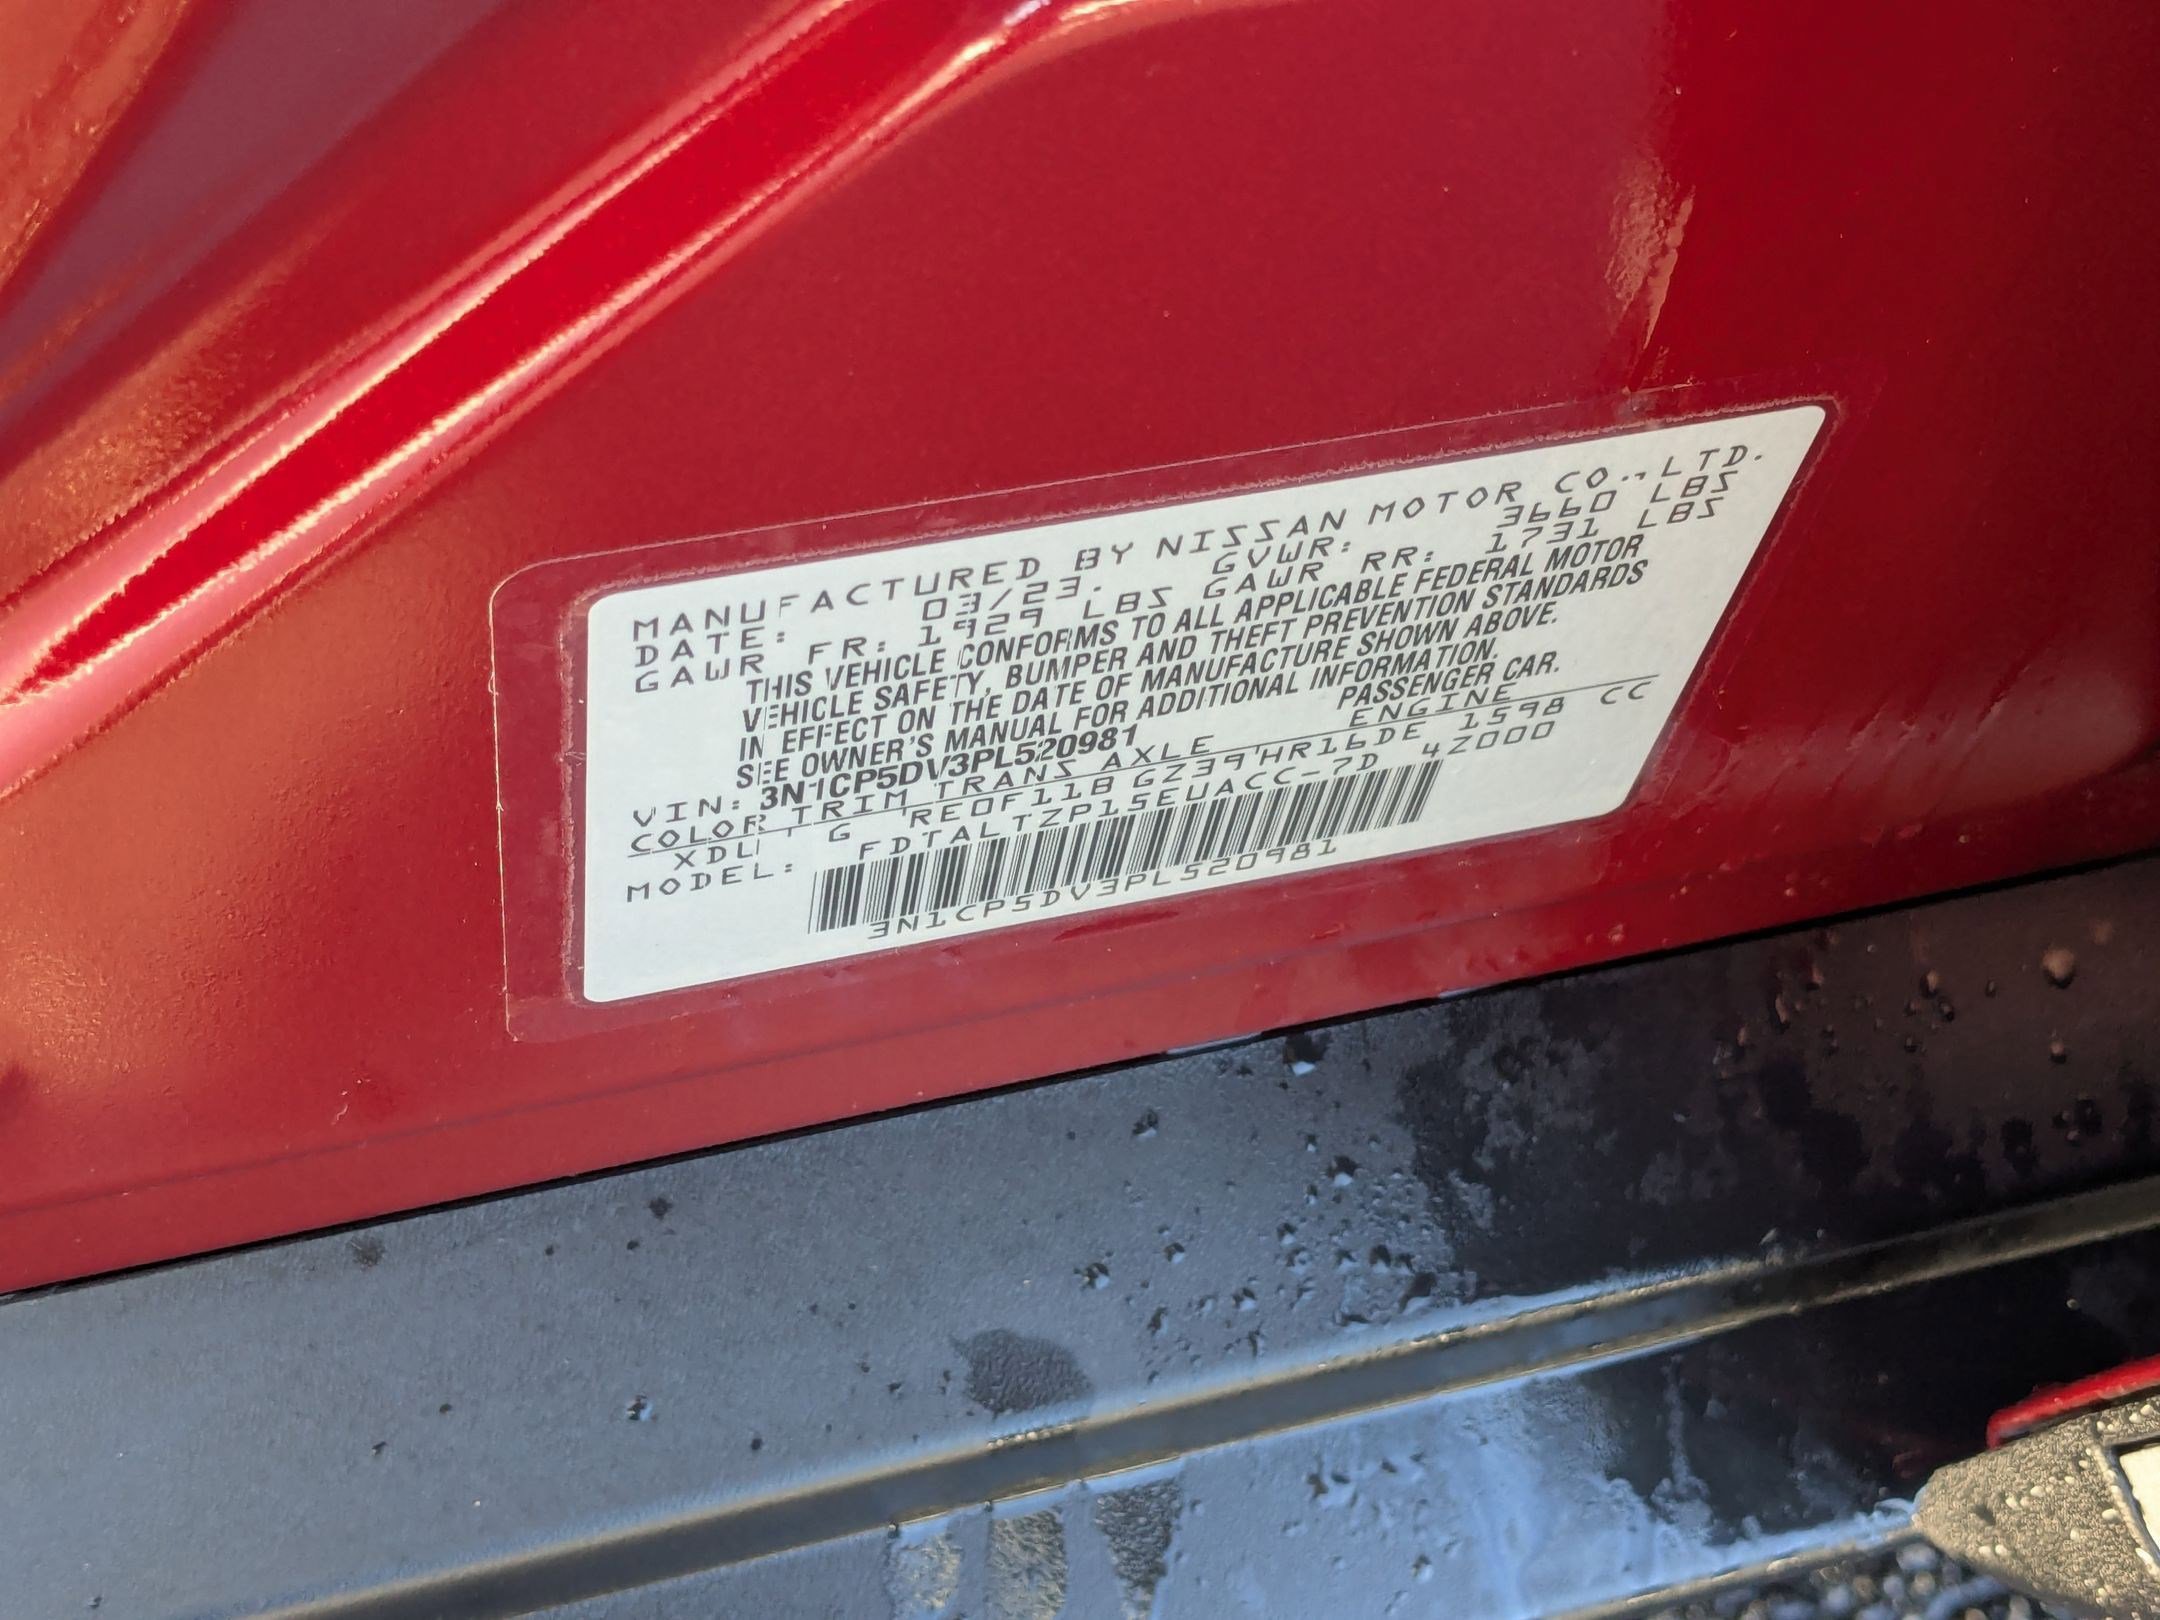 MANUFACTURED BY NISSAN MOTOR CO.,LTD.
DATE: 03/23. GVWR: 3660 LBS
GAWR FR: 1929 LBS GAWR RR: 1731 LBS
THIS VEHICLE CONFORMS TO ALL APPLICABLE FEDERAL MOTOR
VEHICLE SAFETY, BUMPER AND THEFT PREVENTION STANDARDS
IN EFFECT ON THE DATE OF MANUFACTURE SHOWN ABOVE.
SEE OWNER'S MANUAL FOR ADDITIONAL INFORMATION.
VIN: 3N1CP5DV3PL520981 PASSENGER CAR.
COLOR TRIM TRANS AXLE ENGINE
G RE0F11B GZ39 HR16DE 1598 CC
MODEL: FDTALTZP15EUACC-7D 4Z000
3N1CP5DV3PL520981